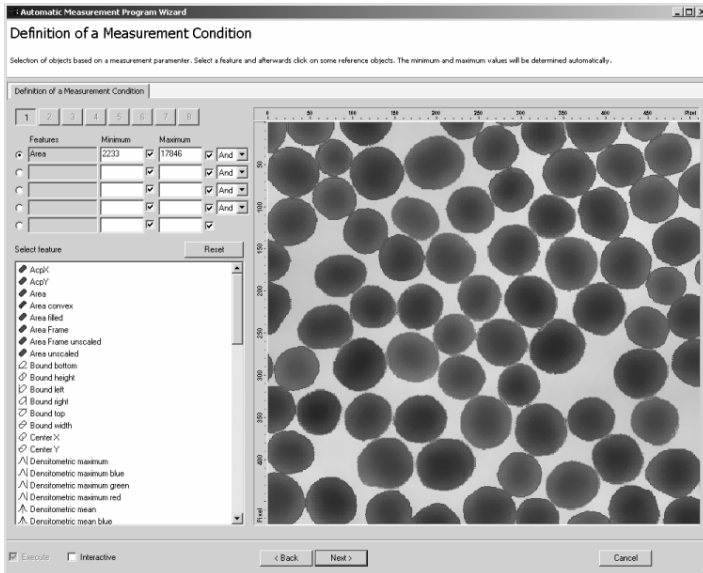 Automatic Measurement Program Wizard
Definition of a Measurement Condition
Selection of objects based on a measurement paramenter. Select a feature and afterwards click on some reference objects. The minimum and maximum values will be determined automatically.
Definition of a Measurement Condition
1 2 3 4 5 6 7 8
Features Minimum Maximum
Area 2233 17846 And
And
And
And
Select feature Reset
AcpX
AcpY
Area
Area convex
Area filled
Area Frame
Area Frame unscaled
Area unscaled
Bound bottom
Bound height
Bound left
Bound right
Bound top
Bound width
Center X
Center Y
Densitometric maximum
Densitometric maximum blue
Densitometric maximum green
Densitometric maximum red
Densitometric mean
Densitometric mean blue
0 50 100 150 200 250 300 350 400 450 Pixel
50
100
150
200
250
300
350
400
Pixel
Execute Interactive < Back Next > Cancel